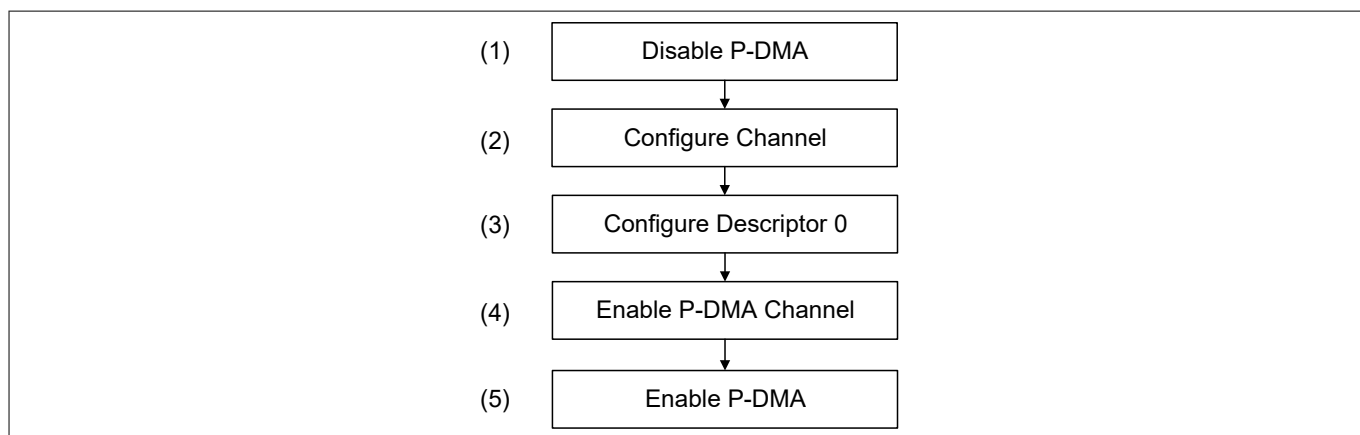 (1) Disable P-DMA
(2) Configure Channel
(3) Configure Descriptor 0
(4) Enable P-DMA Channel
(5) Enable P-DMA